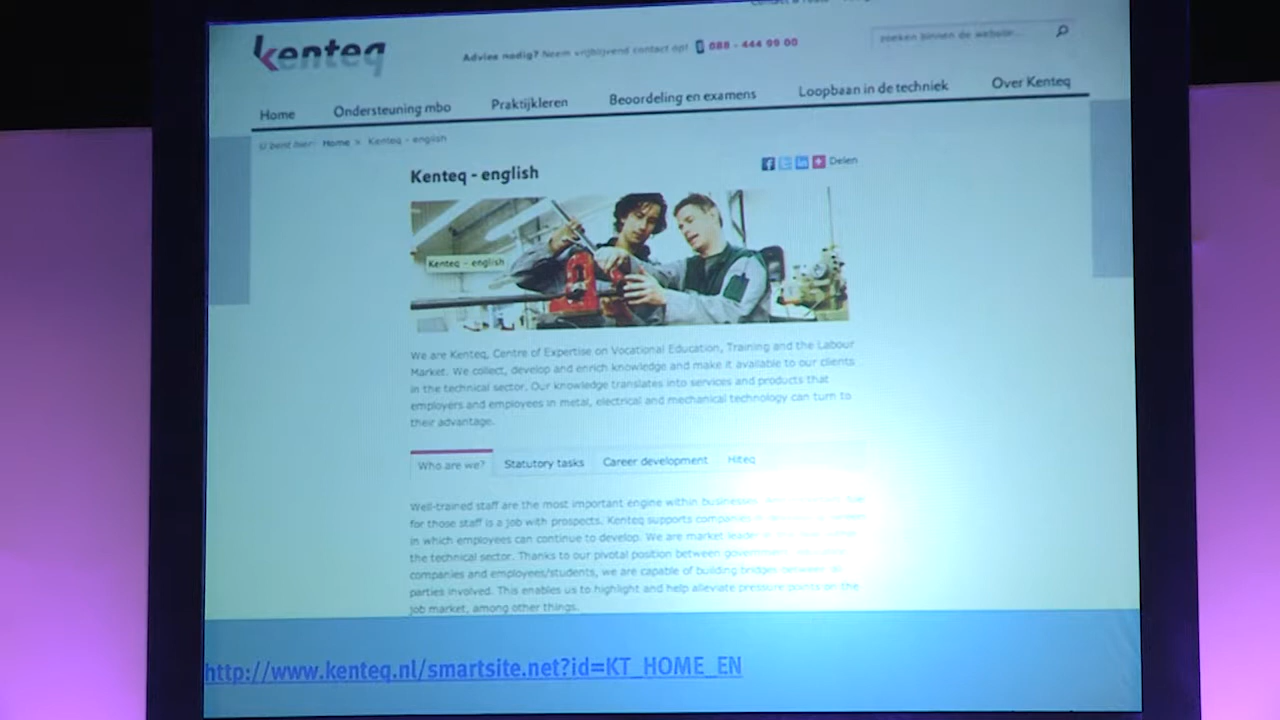 kenteq
Advies nodig? Neem vrijblijvend contact op! 088 - 444 99 00
zoeken binnen de website...
Home Ondersteuning mbo Praktijkleren Beoordeling en examens Loopbaan in de techniek Over Kenteq
U bent hier: Home > Kenteq - english
Kenteq - english
Delen
Kenteq - english
We are Kenteq, Centre of Expertise on Vocational Education, Training and the Labour
Market. We collect, develop and enrich knowledge and make it available to our clients
in the technical sector. Our knowledge translates into services and products that
employers and employees in metal, electrical and mechanical technology can turn to
their advantage.
Who are we? Statutory tasks Career development Hiteq
Well-trained staff are the most important engine within businesses
for those staff is a job with prospects. Kenteq supports companies
in which employees can continue to develop. We are market leader
the technical sector. Thanks to our pivotal position between government,
companies and employees/students, we are capable of building bridges between
parties involved. This enables us to highlight and help alleviate pressure points on the
job market, among other things.
http://www.kenteq.nl/smartsite.net?id=KT_HOME_EN